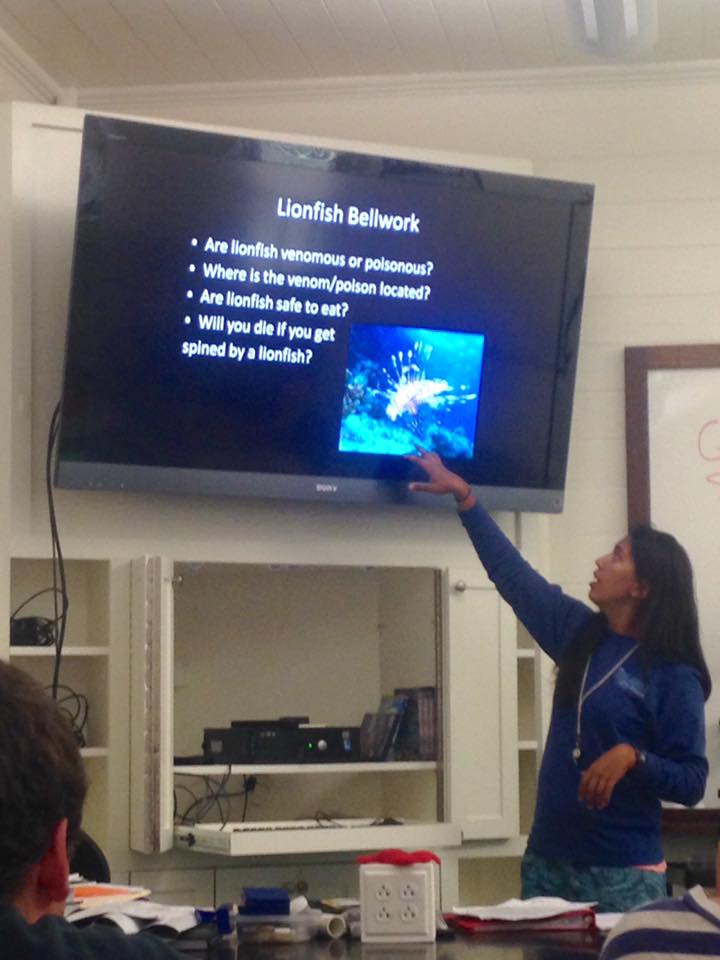 Lionfish Bellwork
• Are lionfish venomous or poisonous?
• Where is the venom/poison located?
• Are lionfish safe to eat?
• Will you die if you get
spined by a lionfish?
SONY